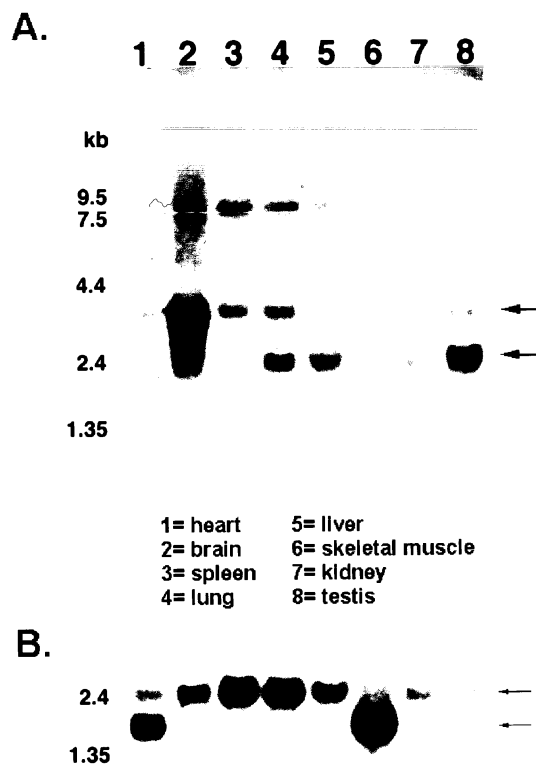 A.
1 2 3 4 5 6 7 8
kb
9.5
7.5
4.4
2.4
1.35
1= heart 5= liver
2= brain 6= skeletal muscle
3= spleen 7= kidney
4= lung 8= testis
B.
2.4
1.35